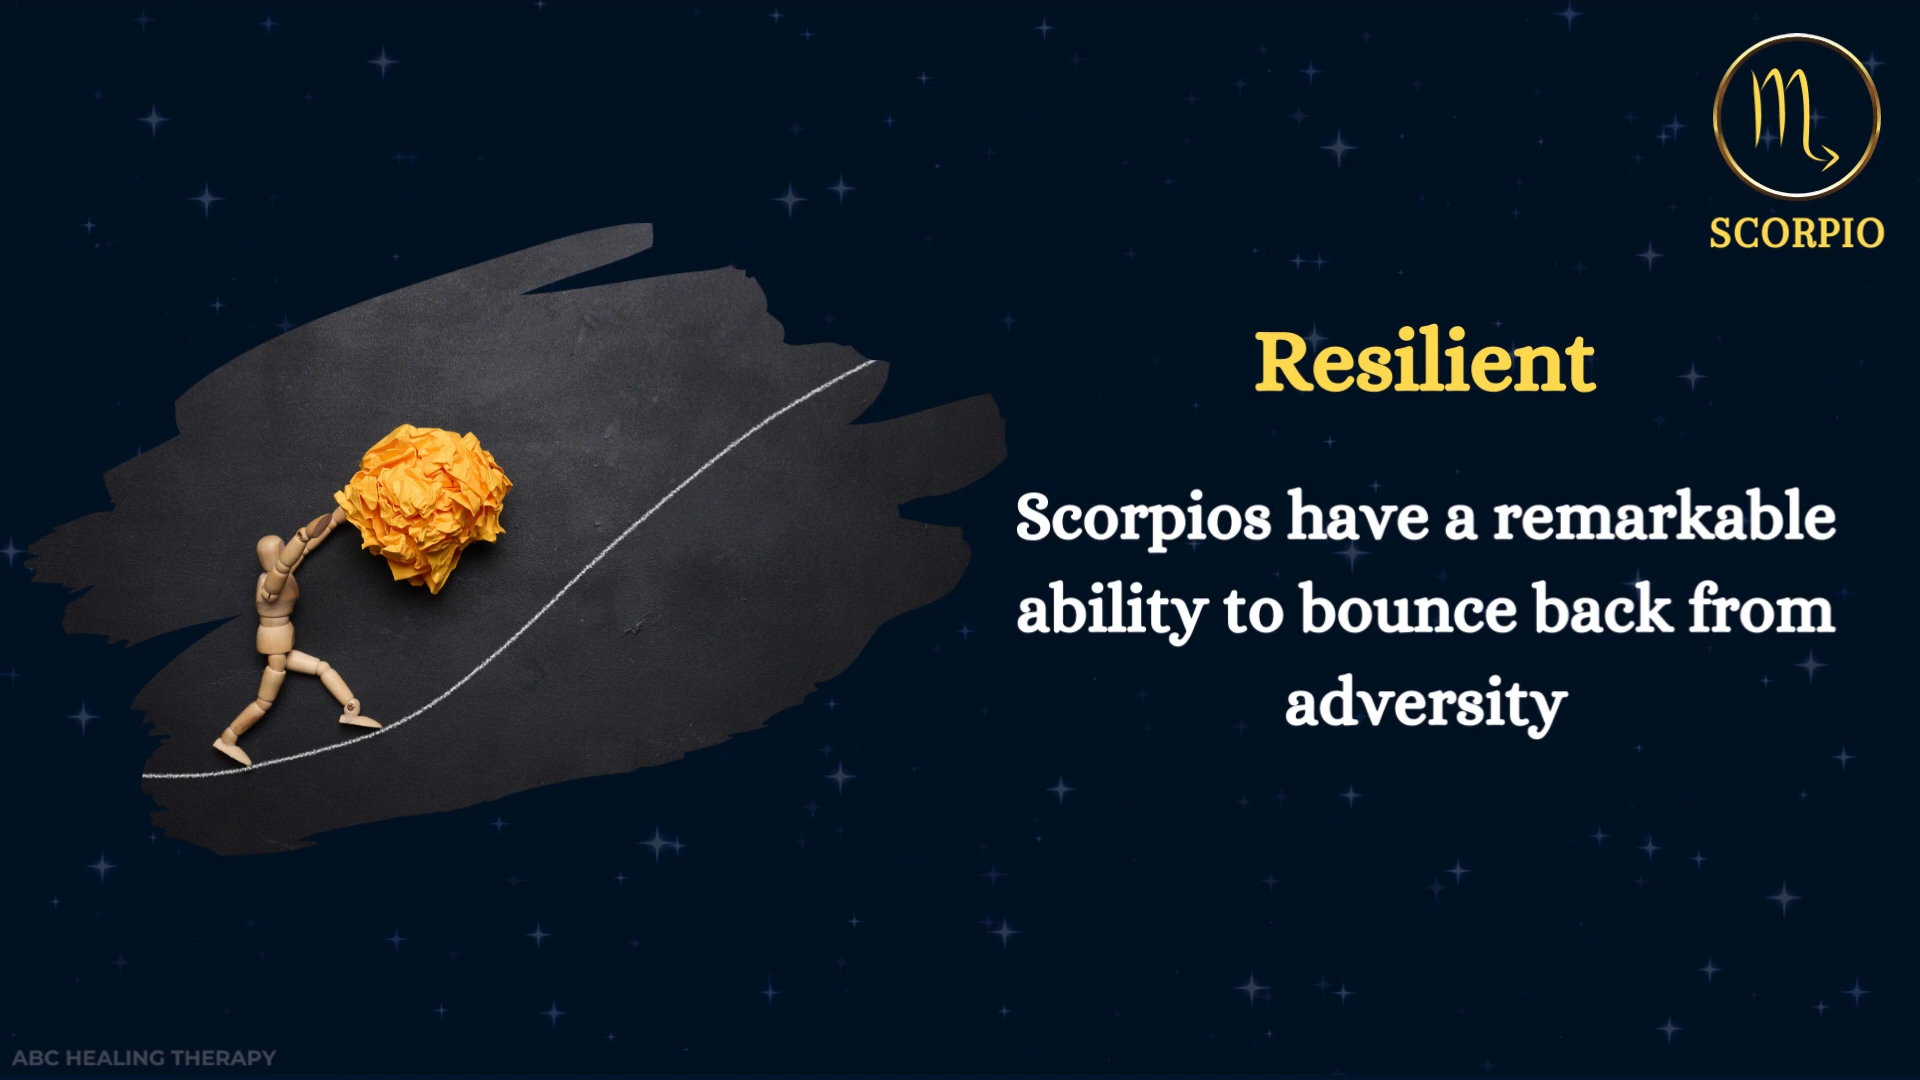 SCORPIO
Resilient
Scorpios have a remarkable
ability to bounce back from
adversity
ABC HEALING THERAPY